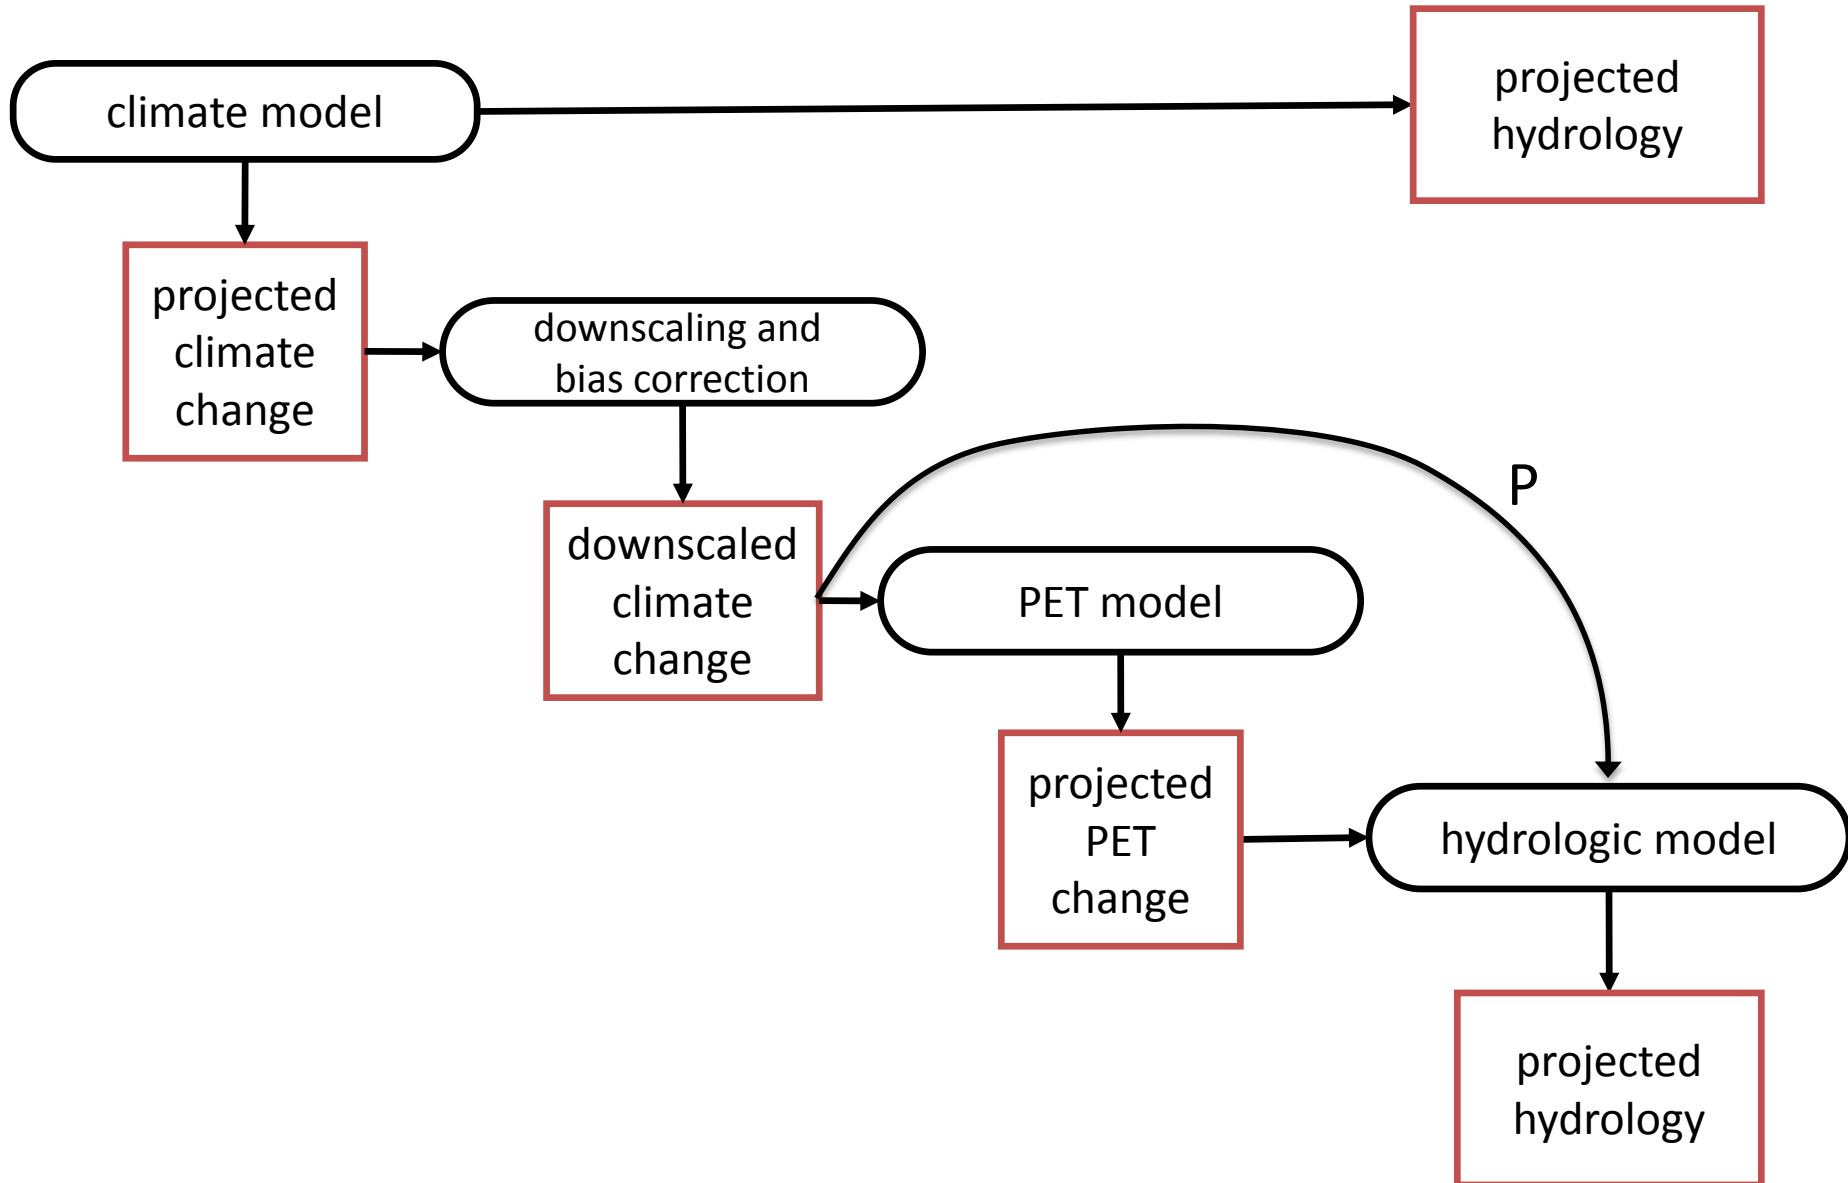 climate model
projected
hydrology
projected
climate
change
downscaling and
bias correction
downscaled
climate
change
P
PET model
projected
PET
change
hydrologic model
projected
hydrology